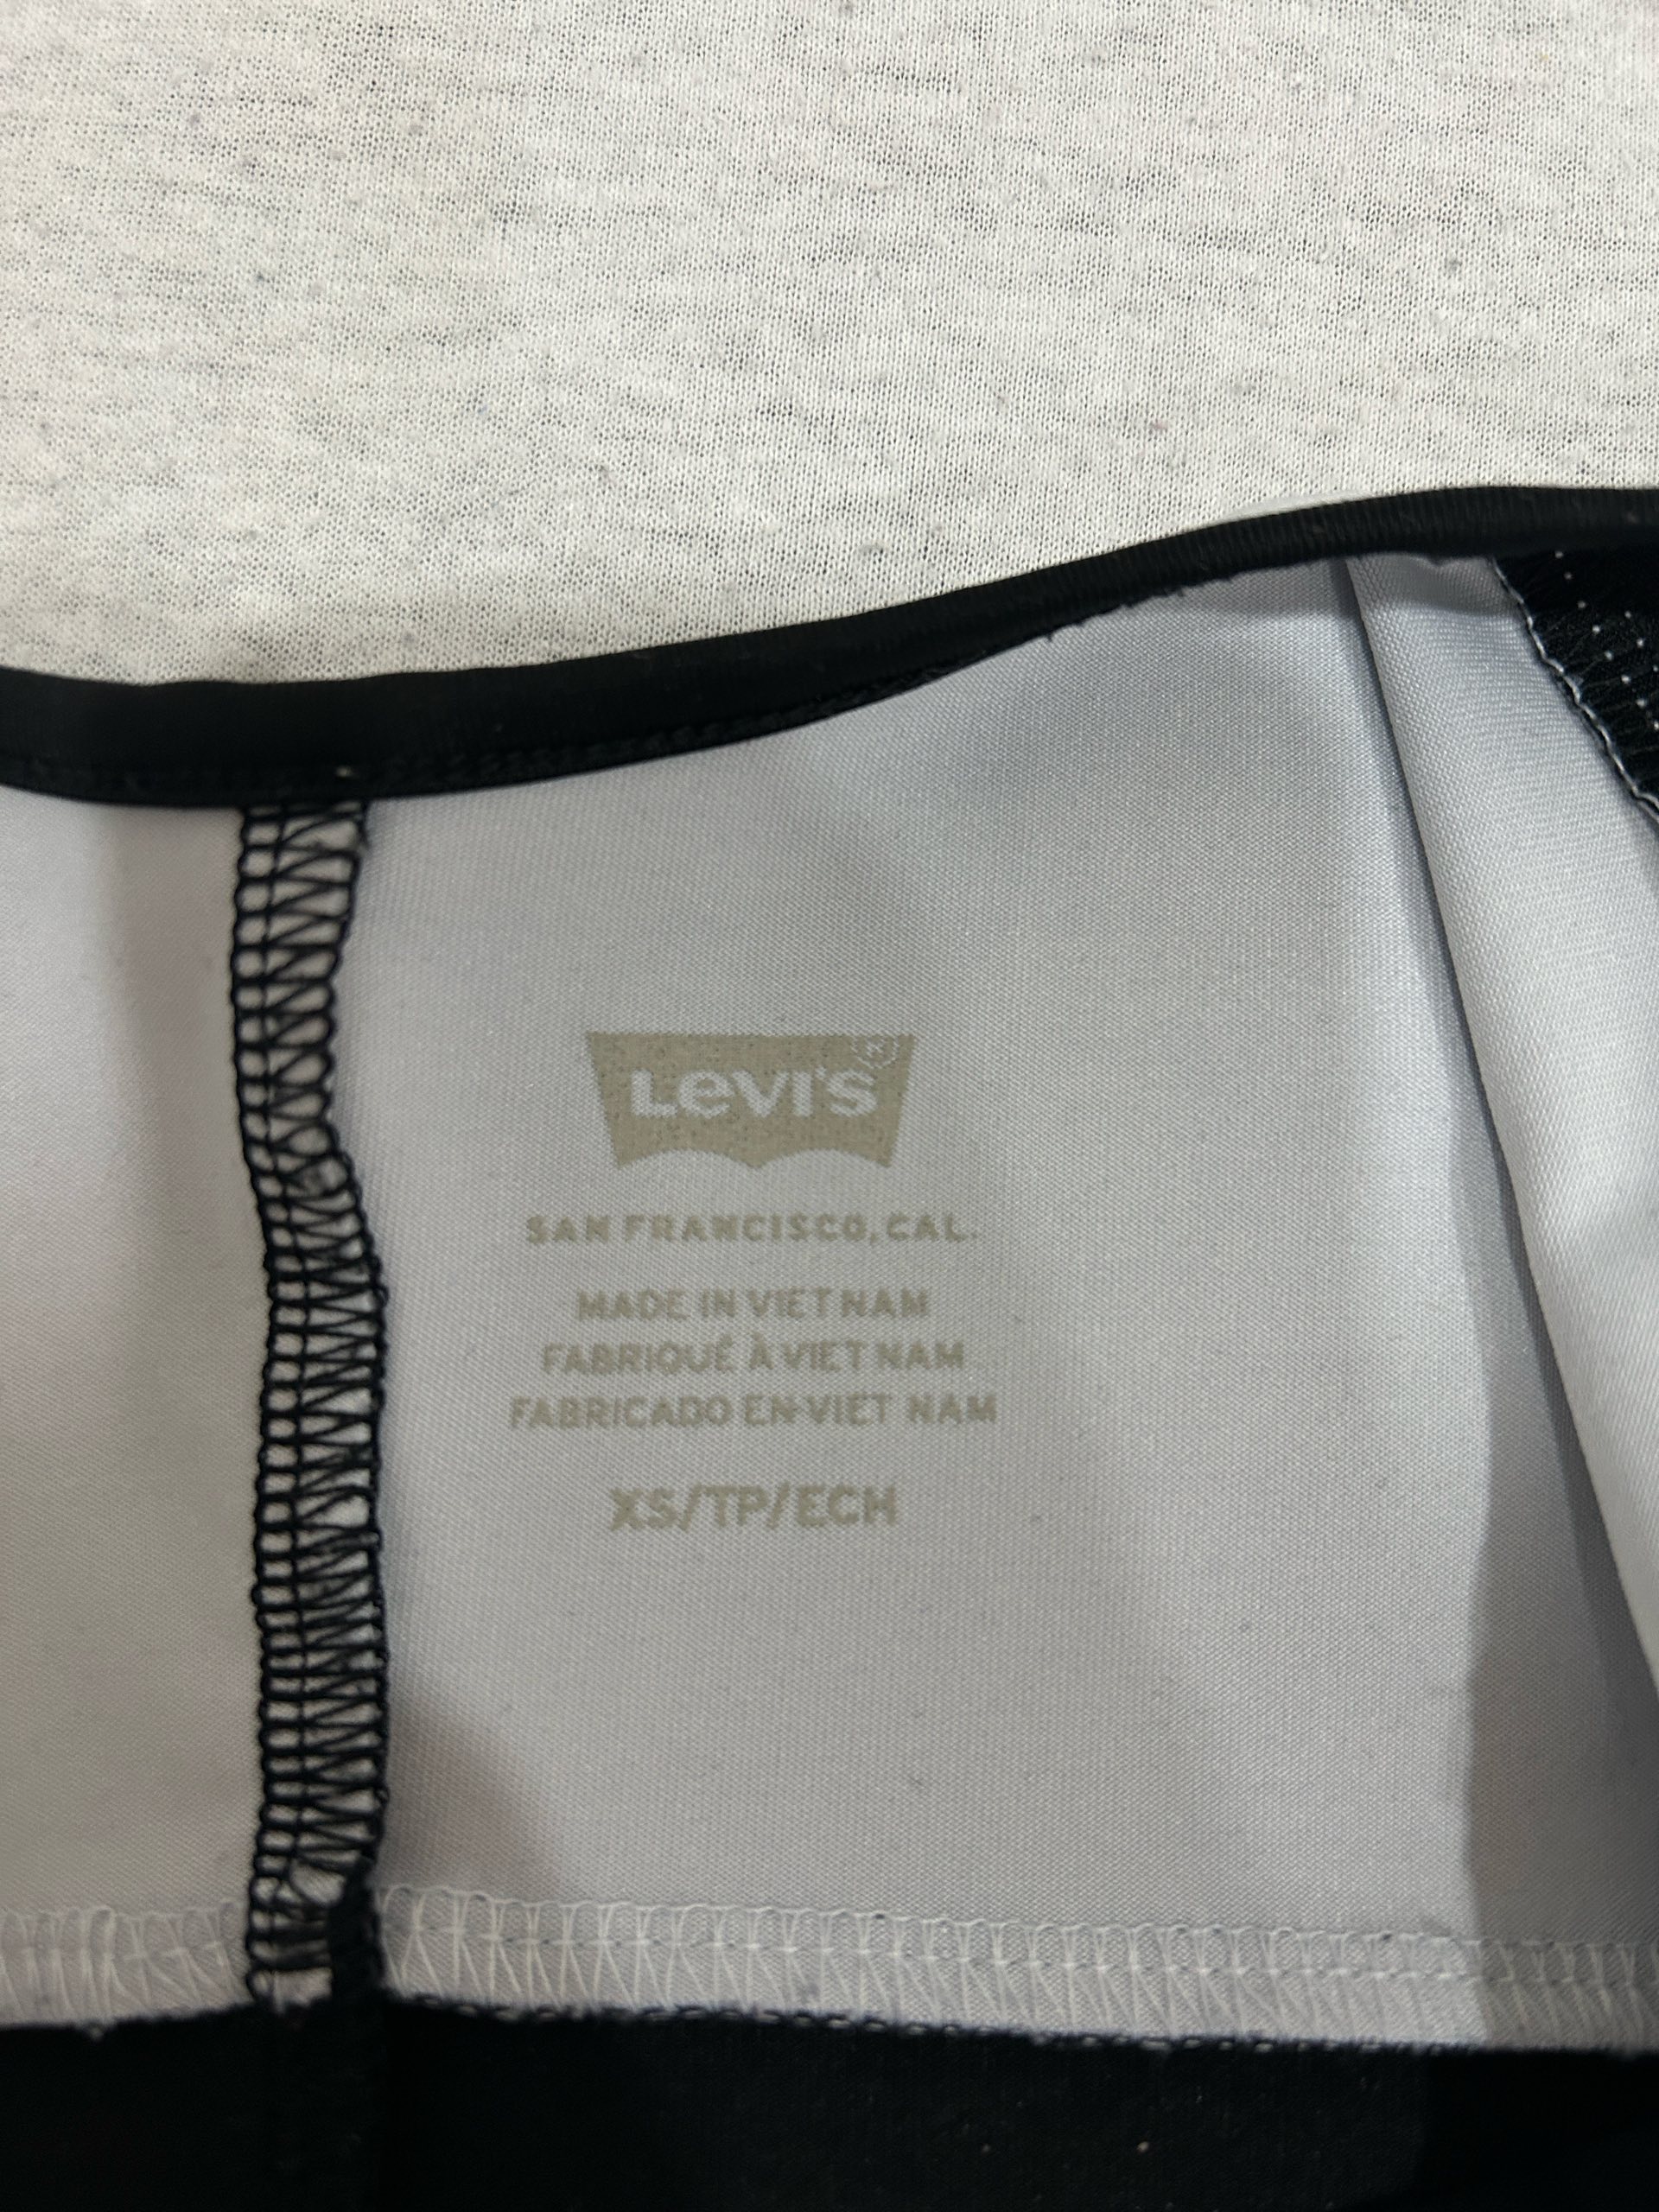 Levi's
SAN FRANCISCO, CAL.
MADE IN VIET NAM
FABRIQUÉ À VIET NAM
FABRICADO EN VIET NAM
XS/TP/ECH